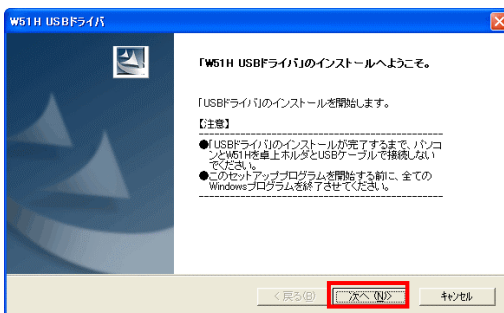 W51H USBドライバ
「W51H USBドライバ」のインストールへようこそ。
「USBドライバ」のインストールを開始します。
【注意】
●「USBドライバ」のインストールが完了するまで、パソコ
ンとW51Hを卓上ホルダとUSBケーブルで接続しない
でください。
●このセットアッププログラムを開始する前に、全ての
Windowsプログラムを終了させてください。
< 戻る(B)
次へ (N)>
キャンセル